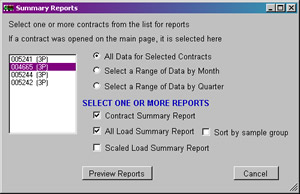 Summary Reports
Select one or more contracts from the list for reports
If a contract was opened on the main page, it is selected here
005241 (3P)
004665 (3P)
005244 (3P)
005242 (3P)
All Data for Selected Contracts
Select a Range of Data by Month
Select a Range of Data by Quarter
SELECT ONE OR MORE REPORTS
Contract Summary Report
All Load Summary Report
Sort by sample group
Scaled Load Summary Report
Preview Reports
Cancel